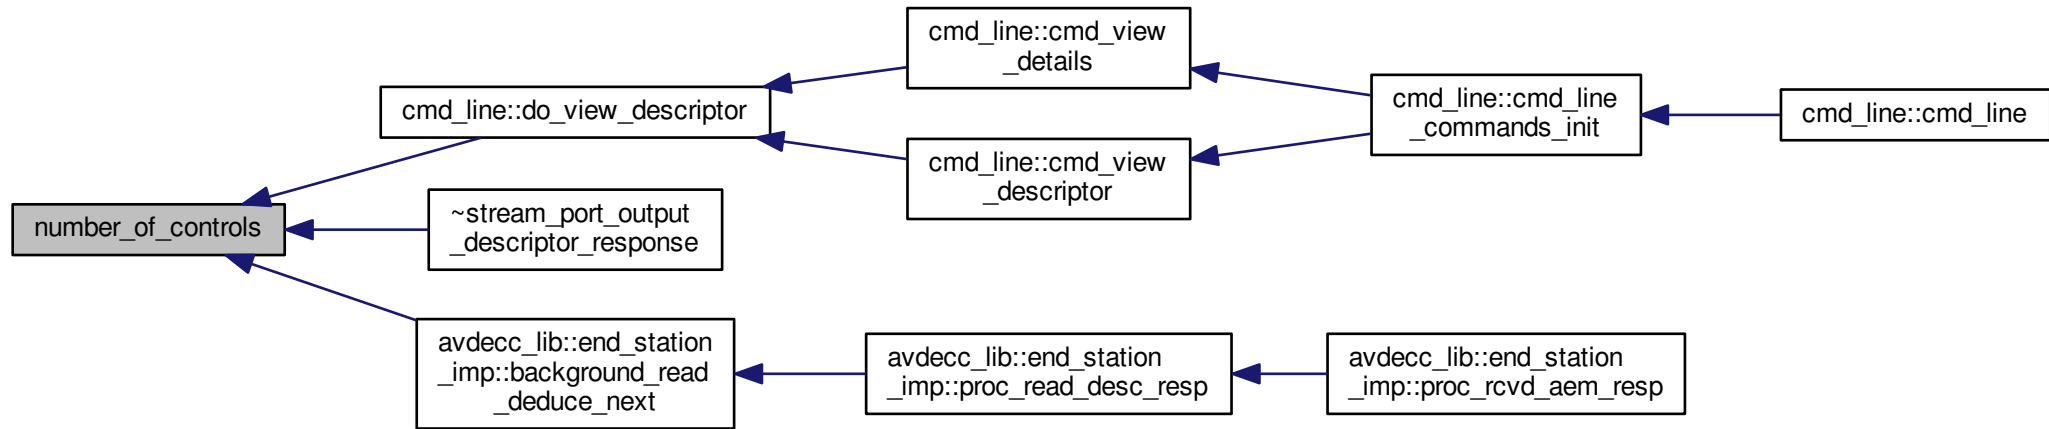 number_of_controls
cmd_line::do_view_descriptor
cmd_line::cmd_view
_details
cmd_line::cmd_view
_descriptor
cmd_line::cmd_line
_commands_init
cmd_line::cmd_line
~stream_port_output
_descriptor_response
avdecc_lib::end_station
_imp::background_read
_deduce_next
avdecc_lib::end_station
_imp::proc_read_desc_resp
avdecc_lib::end_station
_imp::proc_rcvd_aem_resp